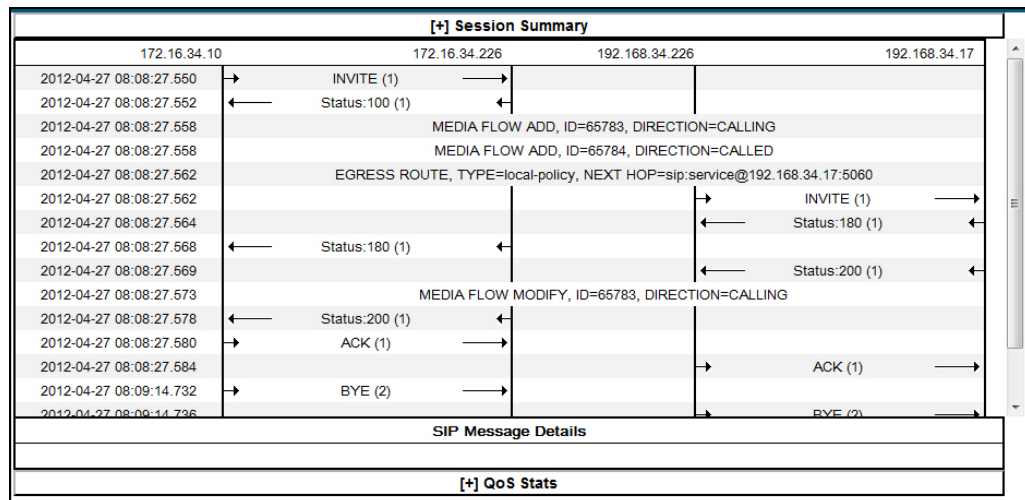 [+] Session Summary
172.16.34.10 172.16.34.226 192.168.34.226 192.168.34.17
2012-04-27 08:08:27.550 INVITE (1)
2012-04-27 08:08:27.552 Status:100 (1)
2012-04-27 08:08:27.558 MEDIA FLOW ADD, ID=65783, DIRECTION=CALLING
2012-04-27 08:08:27.558 MEDIA FLOW ADD, ID=65784, DIRECTION=CALLED
2012-04-27 08:08:27.562 EGRESS ROUTE, TYPE=local-policy, NEXT HOP=sip:service@192.168.34.17:5060
2012-04-27 08:08:27.562 INVITE (1)
2012-04-27 08:08:27.564 Status:180 (1)
2012-04-27 08:08:27.568 Status:180 (1)
2012-04-27 08:08:27.569 Status:200 (1)
2012-04-27 08:08:27.573 MEDIA FLOW MODIFY, ID=65783, DIRECTION=CALLING
2012-04-27 08:08:27.578 Status:200 (1)
2012-04-27 08:08:27.580 ACK (1)
2012-04-27 08:08:27.584 ACK (1)
2012-04-27 08:09:14.732 BYE (2)
2012-04-27 08:09:14.736 BYE (2)
SIP Message Details
[+] QoS Stats